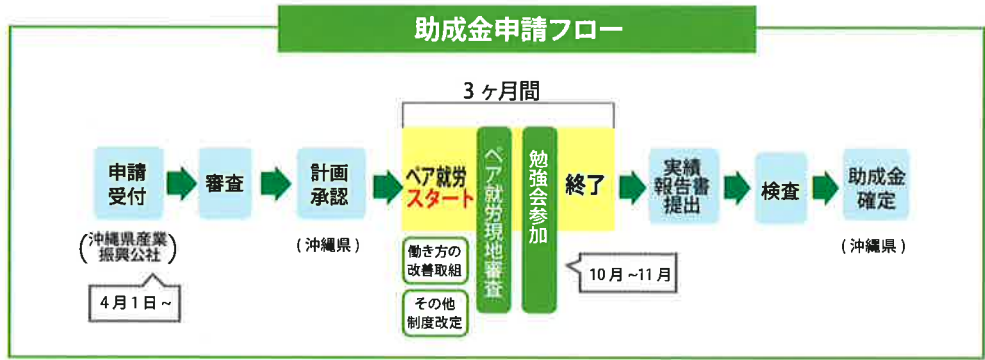 助成金申請フロー
3ヶ月間
申請
受付
(沖縄県産業
振興公社)
4月1日~
審査
計画
承認
(沖縄県)
ペア就労
スタート
働き方の
改善取組
その他
制度改定
ペア就労現地審査
勉強会参加
10月~11月
終了
実績
報告書
提出
検査
助成金
確定
(沖縄県)